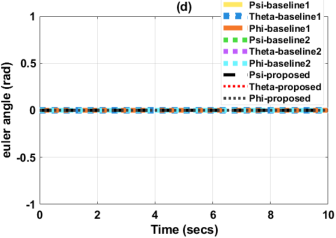 (d)
Psi-baseline1
Theta-baseline1
Phi-baseline1
Psi-baseline2
Theta-baseline2
Phi-baseline2
Psi-proposed
Theta-proposed
Phi-proposed
euler angle (rad)
1
0.5
0
-0.5
-1
0 2 4 6 8 10
Time (secs)